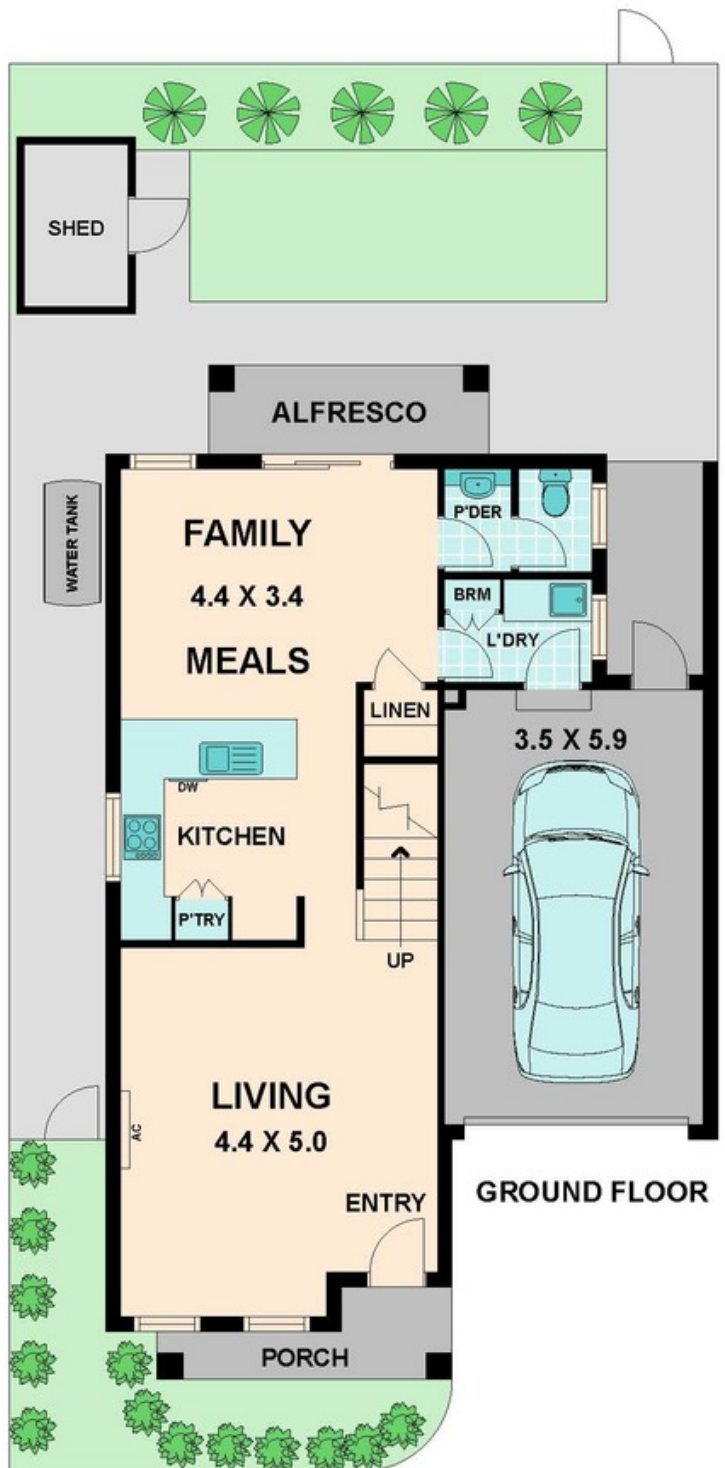 SHED
ALFRESCO
WATER TANK
FAMILY
4.4 X 3.4
MEALS
P'DER
BRM
L'DRY
LINEN
3.5 X 5.9
DW
KITCHEN
P'TRY
UP
LIVING
4.4 X 5.0
AC
ENTRY
GROUND FLOOR
PORCH